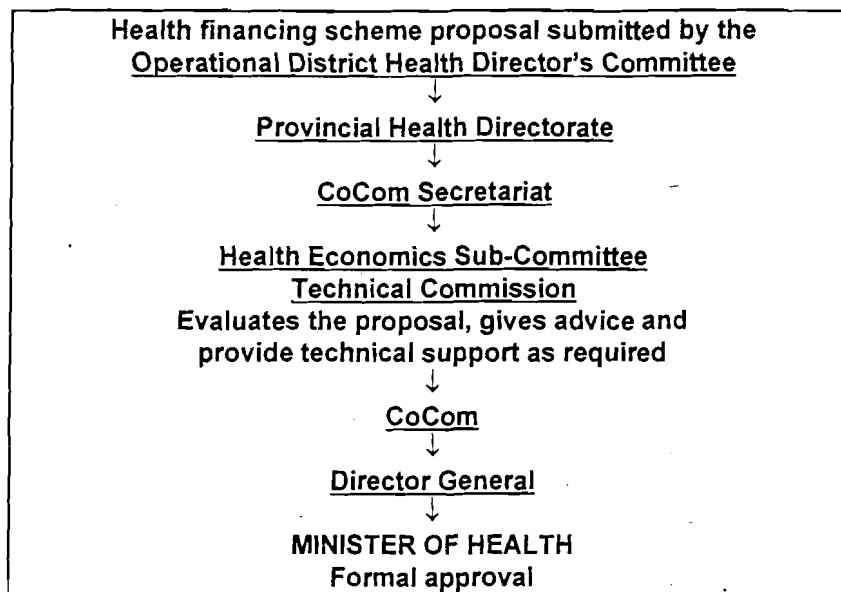 Health financing scheme proposal submitted by the
Operational District Health Director's Committee
↓
Provincial Health Directorate
↓
CoCom Secretariat
↓
Health Economics Sub-Committee
Technical Commission
Evaluates the proposal, gives advice and
provide technical support as required
↓
CoCom
↓
Director General
↓
MINISTER OF HEALTH
Formal approval